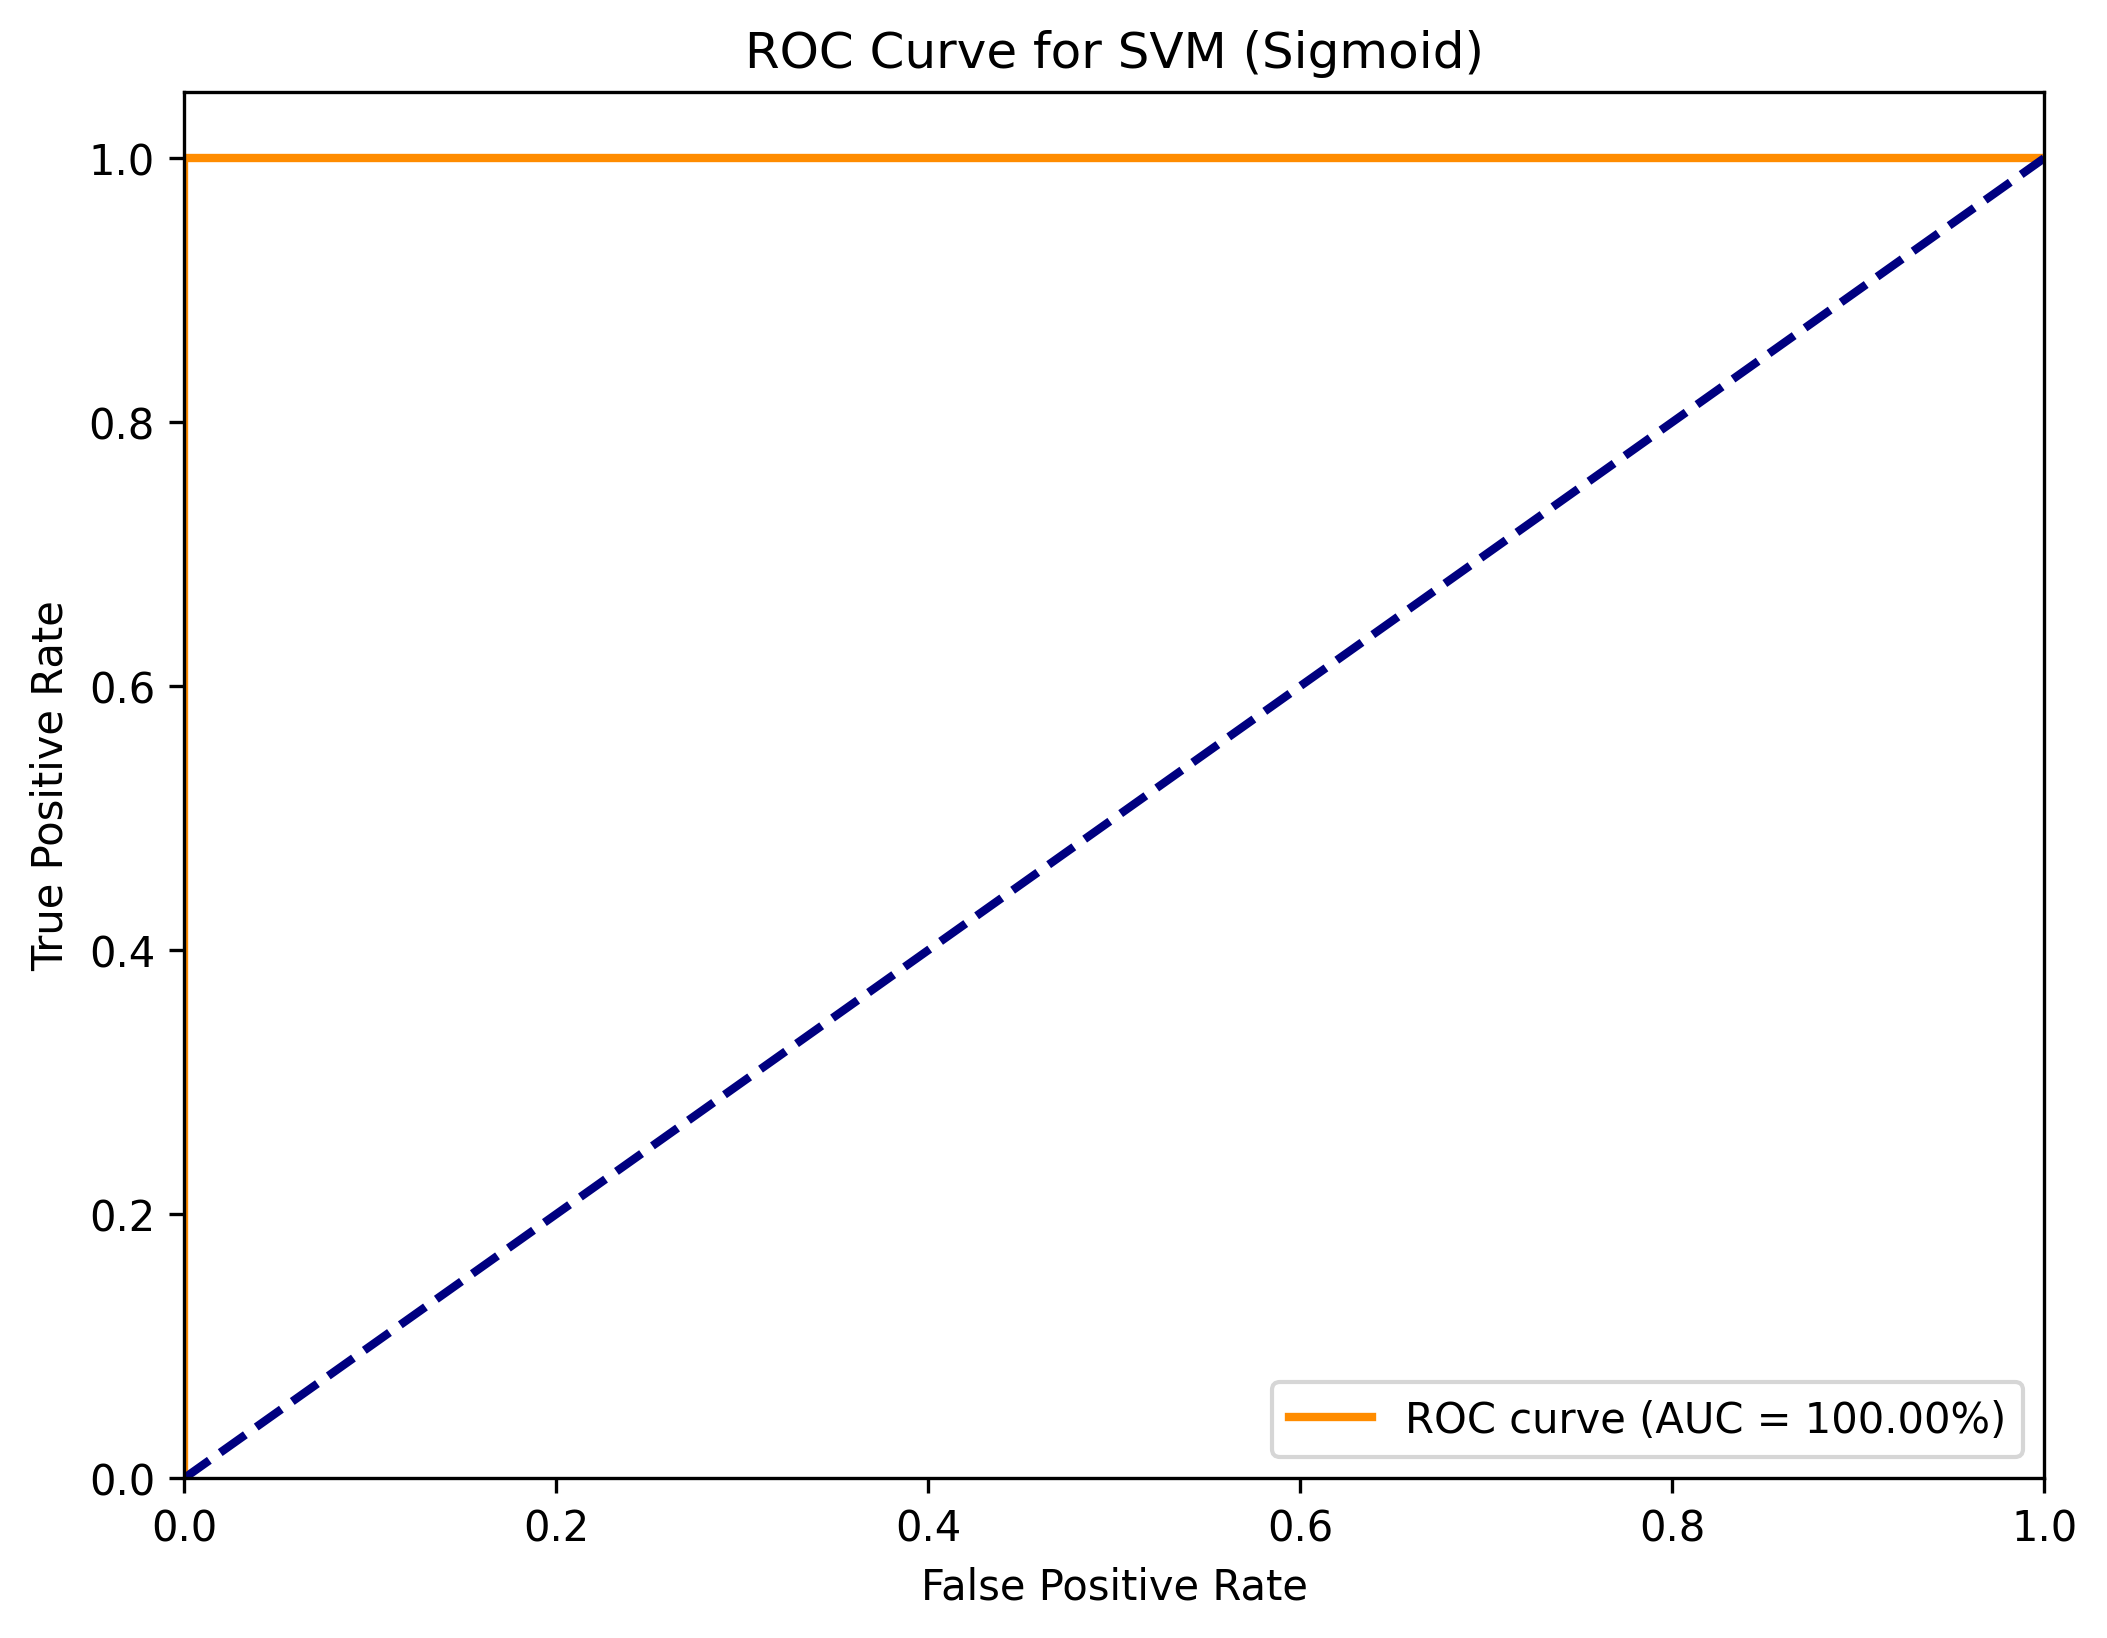 ROC Curve for SVM (Sigmoid)
True Positive Rate
1.0
0.8
0.6
0.4
0.2
0.0
0.0 0.2 0.4 0.6 0.8 1.0
False Positive Rate
ROC curve (AUC = 100.00%)